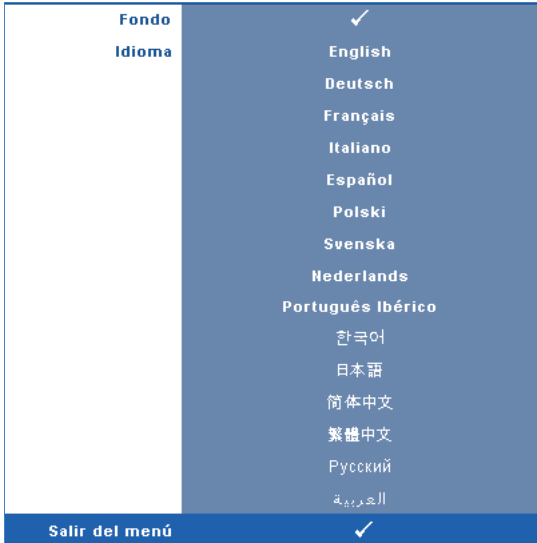 Fondo ✓
Idioma English
Deutsch
Français
Italiano
Español
Polski
Svenska
Nederlands
Português Ibérico
한국어
日本語
简体中文
繁體中文
Русский
العربية
Salir del menú ✓